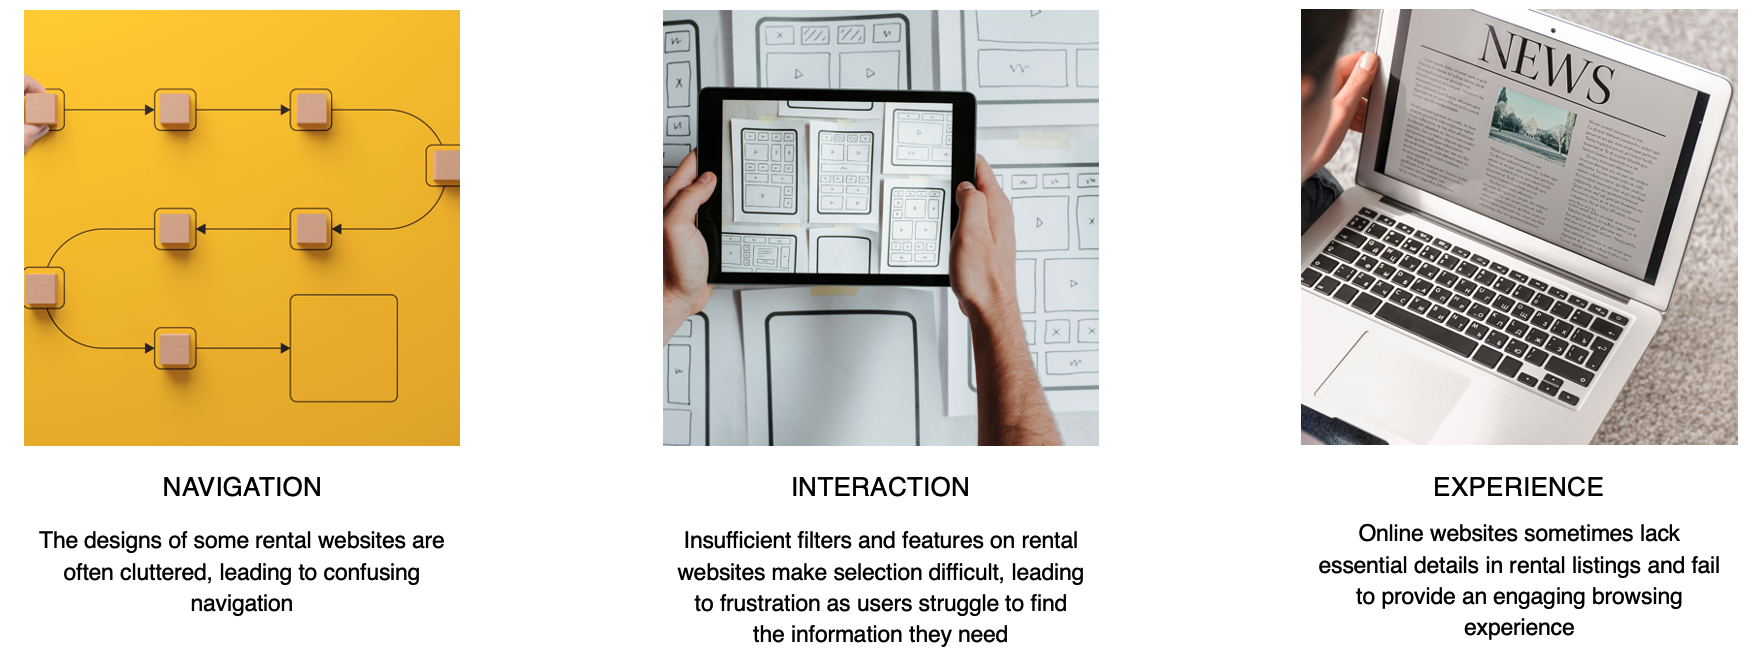 NEWS
NAVIGATION
The designs of some rental websites are
often cluttered, leading to confusing
navigation
INTERACTION
Insufficient filters and features on rental
websites make selection difficult, leading
to frustration as users struggle to find
the information they need
EXPERIENCE
Online websites sometimes lack
essential details in rental listings and fail
to provide an engaging browsing
experience